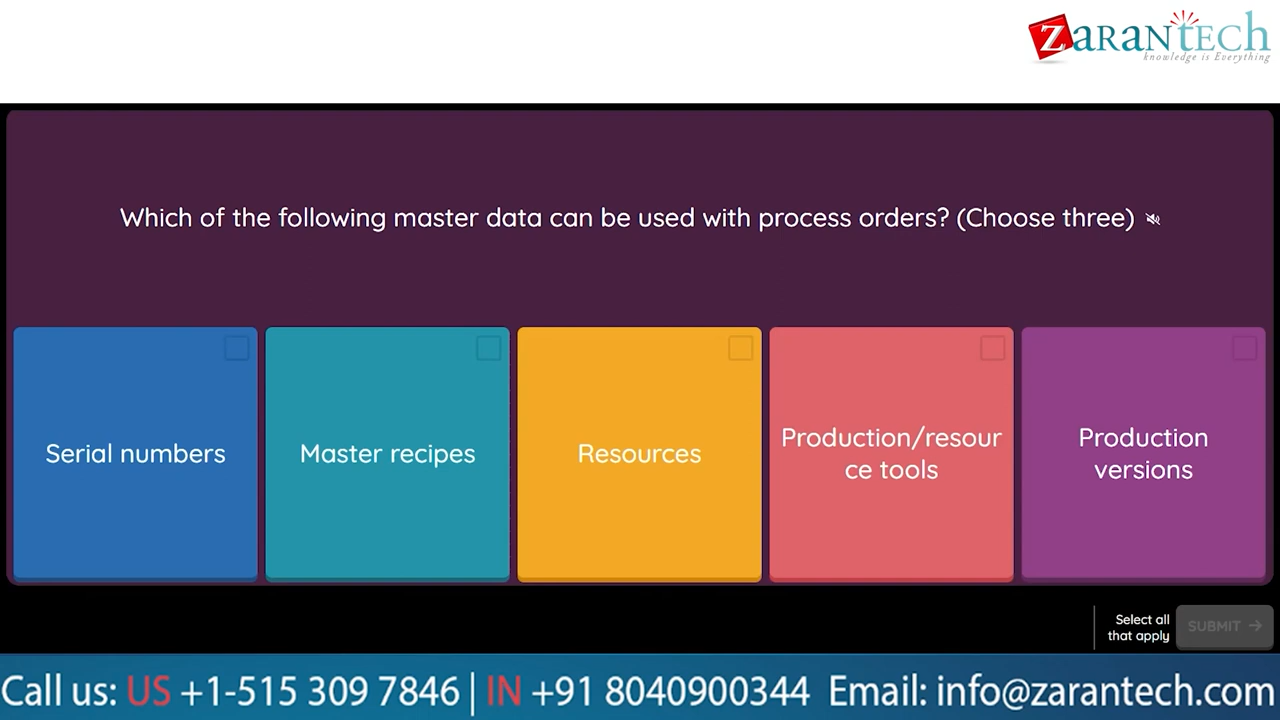 ZARANTECH
knowledge is Everything
Which of the following master data can be used with process orders? (Choose three)
Serial numbers
Master recipes
Resources
Production/resour
ce tools
Production
versions
Select all
that apply
SUBMIT →
Call us: US +1-515 309 7846 | IN +91 8040900344 Email: info@zarantech.com